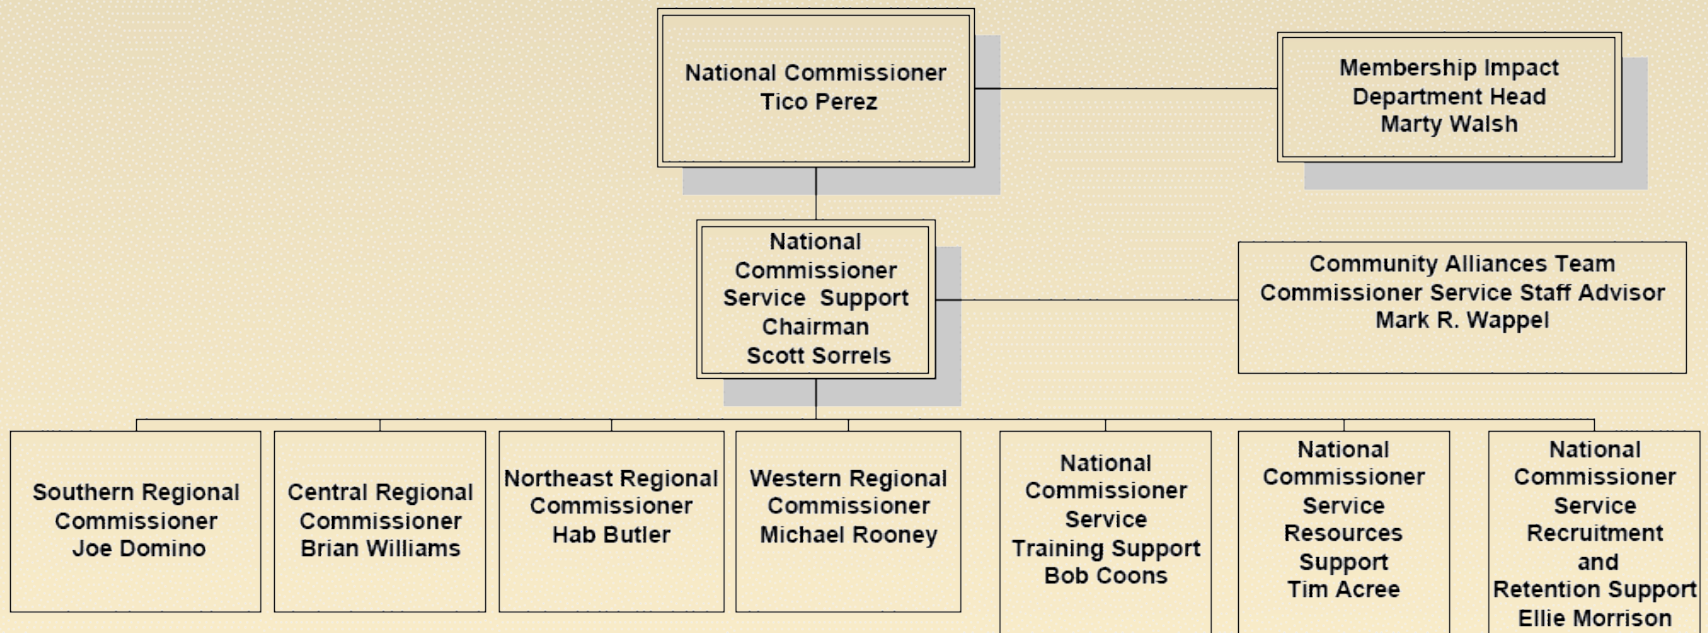 National Commissioner
Tico Perez
Membership Impact
Department Head
Marty Walsh
National
Commissioner
Service Support
Chairman
Scott Sorrels
Community Alliances Team
Commissioner Service Staff Advisor
Mark R. Wappel
Southern Regional
Commissioner
Joe Domino
Central Regional
Commissioner
Brian Williams
Northeast Regional
Commissioner
Hab Butler
Western Regional
Commissioner
Michael Rooney
National
Commissioner
Service
Training Support
Bob Coons
National
Commissioner
Service
Resources
Support
Tim Acree
National
Commissioner
Service
Recruitment
and
Retention Support
Ellie Morrison